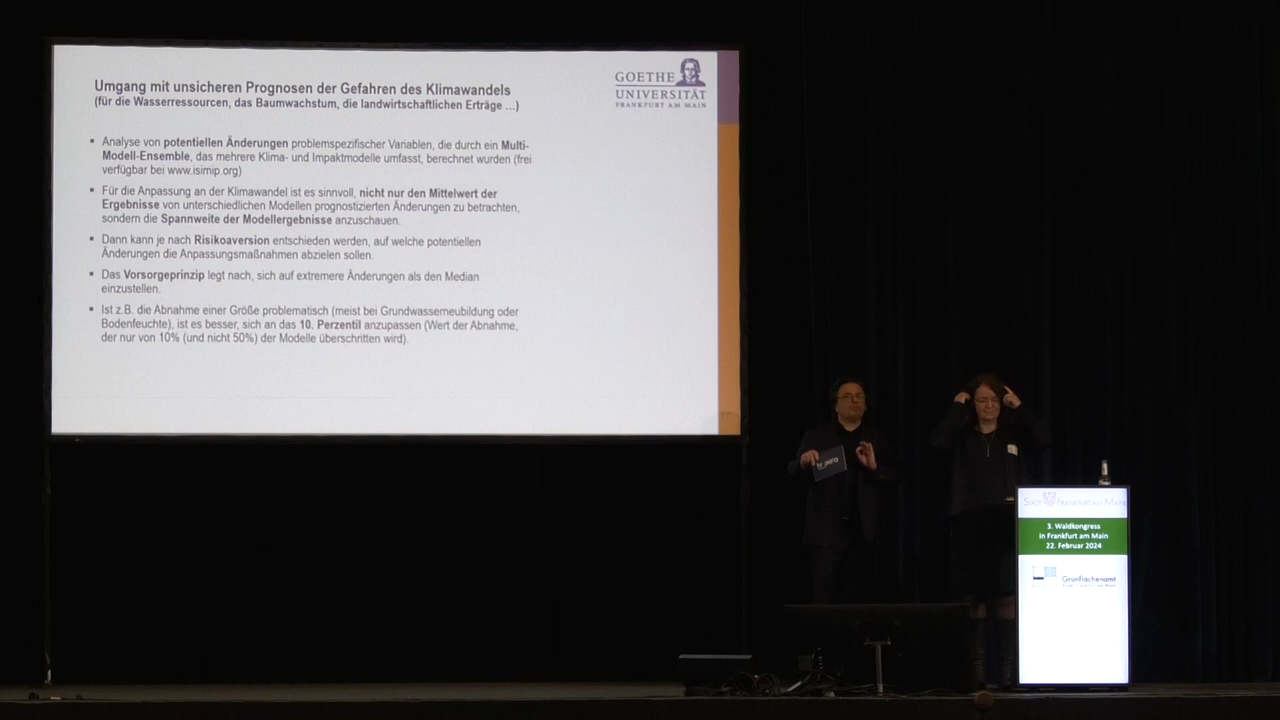 Umgang mit unsicheren Prognosen der Gefahren des Klimawandels
(für die Wasserressourcen, das Baumwachstum, die landwirtschaftlichen Erträge ...)
GOETHE
UNIVERSITÄT
FRANKFURT AM MAIN
▪ Analyse von potentiellen Änderungen problemspezifischer Variablen, die durch ein Multi-
Modell-Ensemble, das mehrere Klima- und Impaktmodelle umfasst, berechnet wurden (frei
verfügbar bei www.isimip.org)
▪ Für die Anpassung an der Klimawandel ist es sinnvoll, nicht nur den Mittelwert der
Ergebnisse von unterschiedlichen Modellen prognostizierten Änderungen zu betrachten,
sondern die Spannweite der Modellergebnisse anzuschauen.
▪ Dann kann je nach Risikoaversion entschieden werden, auf welche potentiellen
Änderungen die Anpassungsmaßnahmen abzielen sollen.
▪ Das Vorsorgeprinzip legt nach, sich auf extremere Änderungen als den Median
einzustellen.
▪ Ist z.B. die Abnahme einer Größe problematisch (meist bei Grundwasserneubildung oder
Bodenfeuchte), ist es besser, sich an das 10. Perzentil anzupassen (Wert der Abnahme,
der nur von 10% (und nicht 50%) der Modelle überschritten wird).
hr INFO
STADT FRANKFURT AM MAIN
3. Waldkongress
in Frankfurt am Main
22. Februar 2024
Grünflächenamt